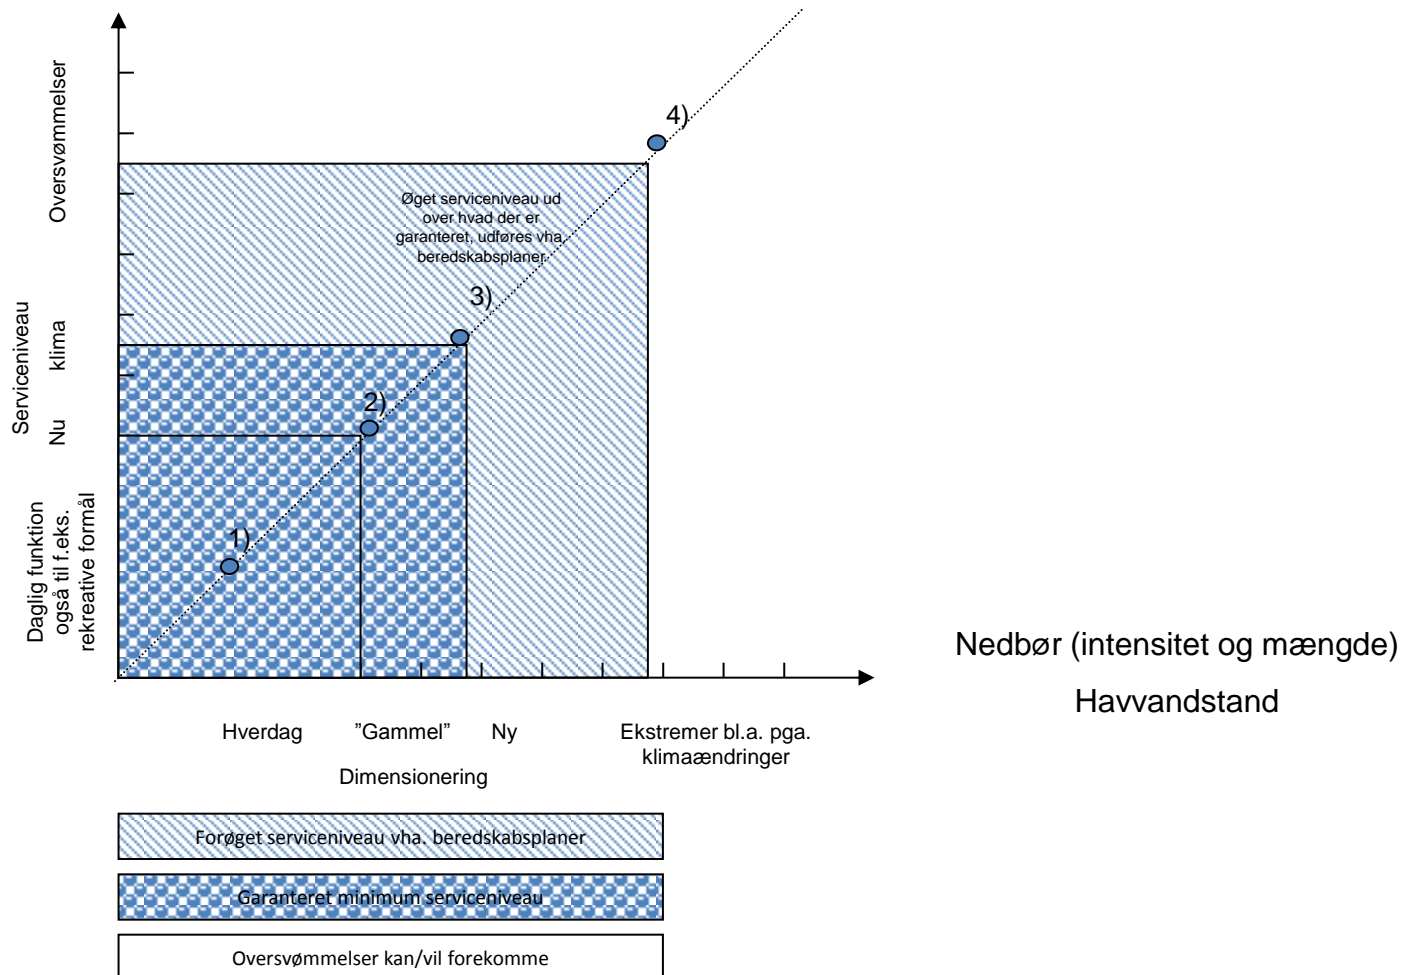 Oversvømmelser
Serviceniveau
klima
Nu
Daglig funktion
også til f.eks.
rekreative formål
4)
Øget serviceniveau ud
over hvad der er
garanteret, udføres vha.
beredskabsplaner.
3)
2)
1)
Nedbør (intensitet og mængde)
Havvandstand
Hverdag
”Gammel”
Ny
Ekstremer bl.a. pga.
klimaændringer
Dimensionering
Forøget serviceniveau vha. beredskabsplaner
Garanteret minimum serviceniveau
Oversvømmelser kan/vil forekomme